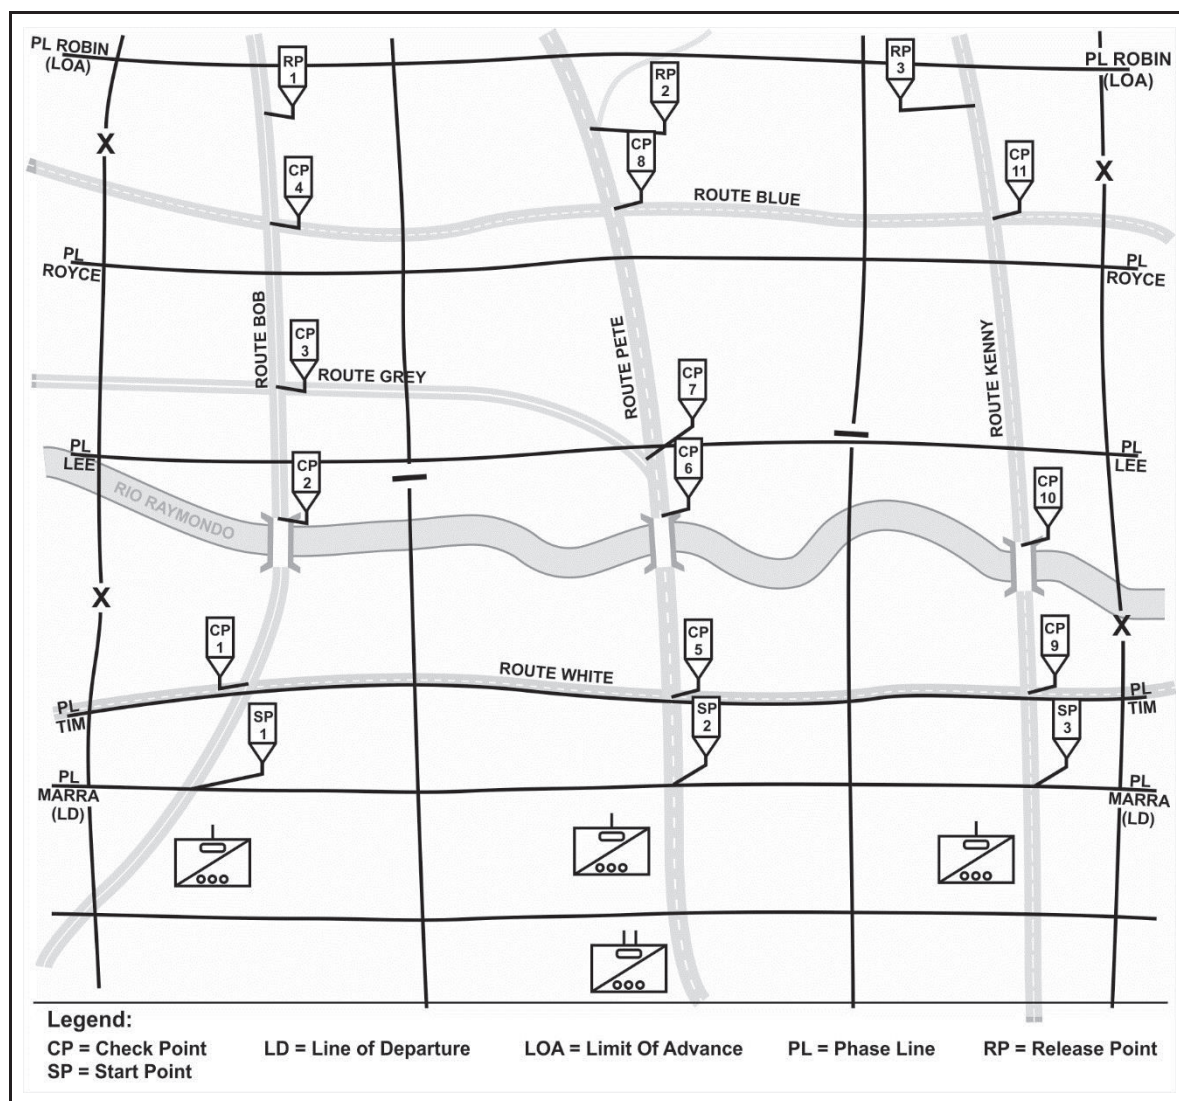 PL ROBIN
(LOA)
RP
1
RP
2
RP
3
PL ROBIN
(LOA)
X
X
CP
4
CP
8
CP
11
ROUTE BLUE
PL
ROYCE
PL
ROYCE
ROUTE BOB
CP
3
ROUTE GREY
ROUTE PETE
CP
7
ROUTE KENNY
PL
LEE
PL
LEE
CP
2
CP
6
CP
10
RIO RAYMONDO
X
X
CP
1
CP
5
CP
9
ROUTE WHITE
PL
TIM
PL
TIM
SP
1
SP
2
SP
3
PL
MARRA
(LD)
PL
MARRA
(LD)
Legend:
CP = Check Point LD = Line of Departure LOA = Limit Of Advance PL = Phase Line RP = Release Point
SP = Start Point